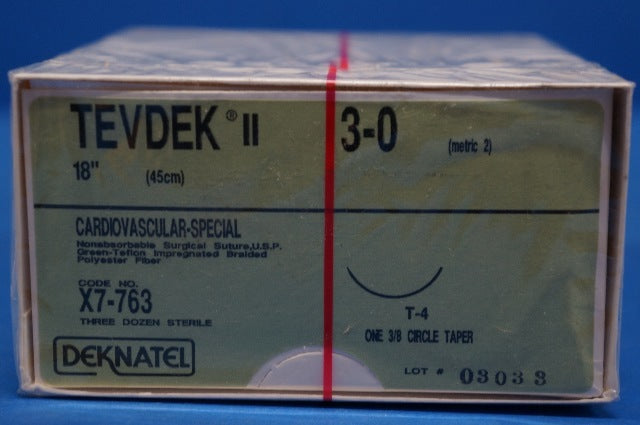 TEVDEK® II 3-0 (metric 2)
18" (45cm)
CARDIOVASCULAR-SPECIAL
Nonabsorbable Surgical Suture,U.S.P.
Green-Teflon Impregnated Braided
Polyester Fiber
CODE NO.
X7-763
THREE DOZEN STERILE
DEKNATEL
T-4
ONE 3/8 CIRCLE TAPER
LOT # 03033